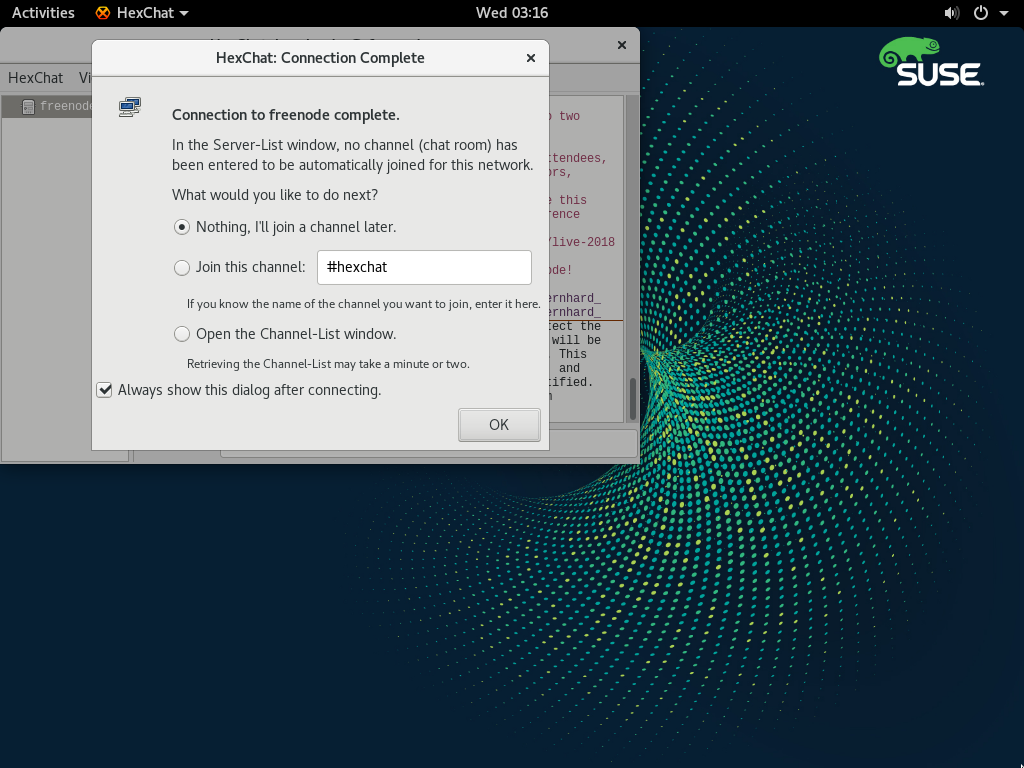 Activities HexChat Wed 03:16
SUSE
HexChat: Connection Complete
HexChat Vi
freenode
Connection to freenode complete.
In the Server-List window, no channel (chat room) has
been entered to be automatically joined for this network.
What would you like to do next?
Nothing, I'll join a channel later.
Join this channel: #hexchat
If you know the name of the channel you want to join, enter it here.
Open the Channel-List window.
Retrieving the Channel-List may take a minute or two.
Always show this dialog after connecting.
OK
two
ttendees,
ors,
e this
rence
/live-2018
ode!
ernhard_
ernhard_
tect the
will be
. This
and
tified.